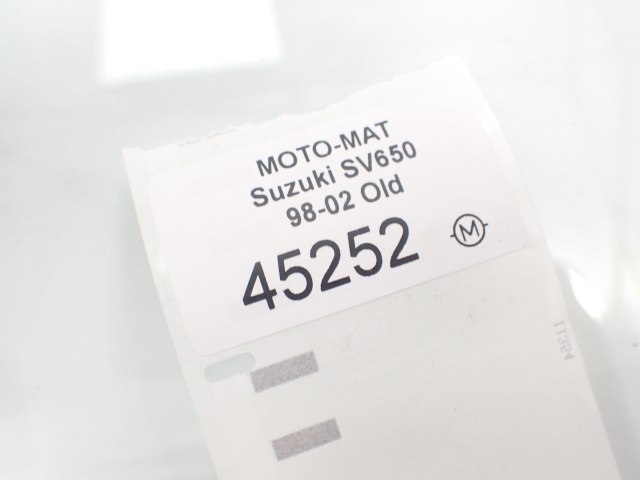 MOTO-MAT
Suzuki SV650
98-02 Old
45252
M